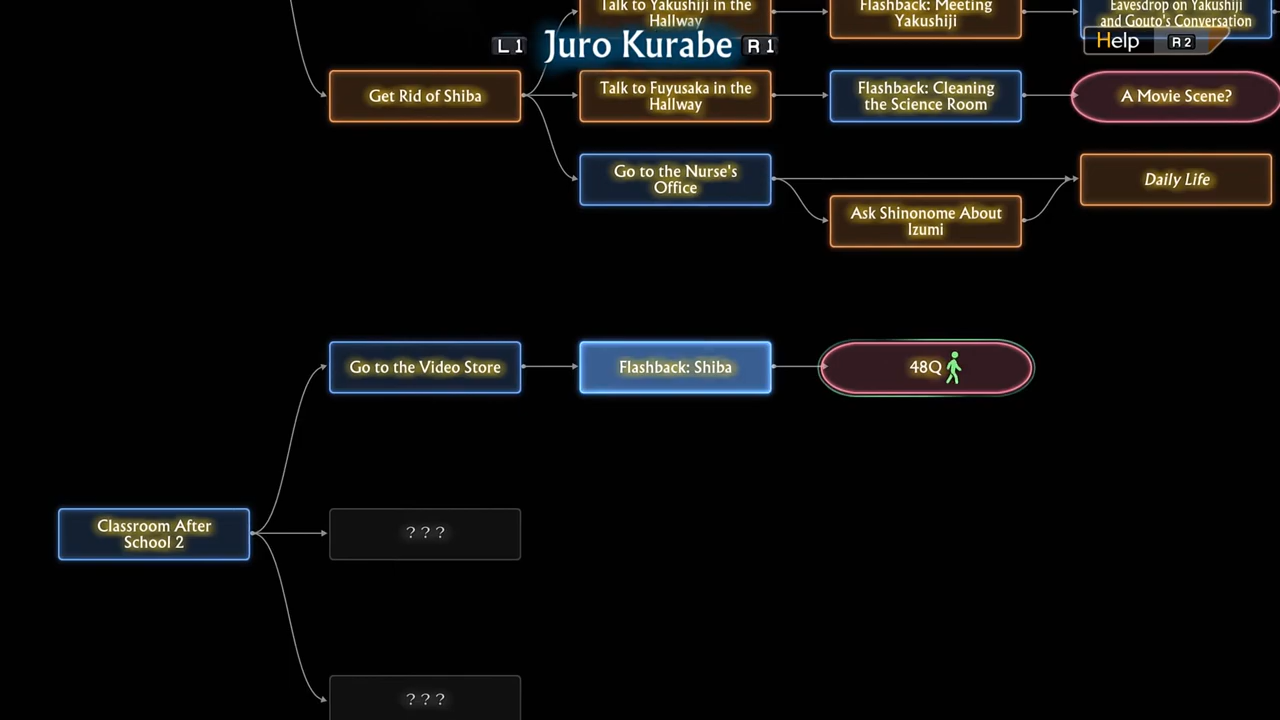 Talk to Yakushiji in the
Hallway
Flashback: Meeting
Yakushiji
Eavesdrop on Yakushiji
and Gouto's Conversation
L1
Juro Kurabe
R1
Help
R2
Get Rid of Shiba
Talk to Fuyusaka in the
Hallway
Flashback: Cleaning
the Science Room
A Movie Scene?
Go to the Nurse's
Office
Daily Life
Ask Shinonome About
Izumi
Go to the Video Store
Flashback: Shiba
48Q
Classroom After
School 2
???
???